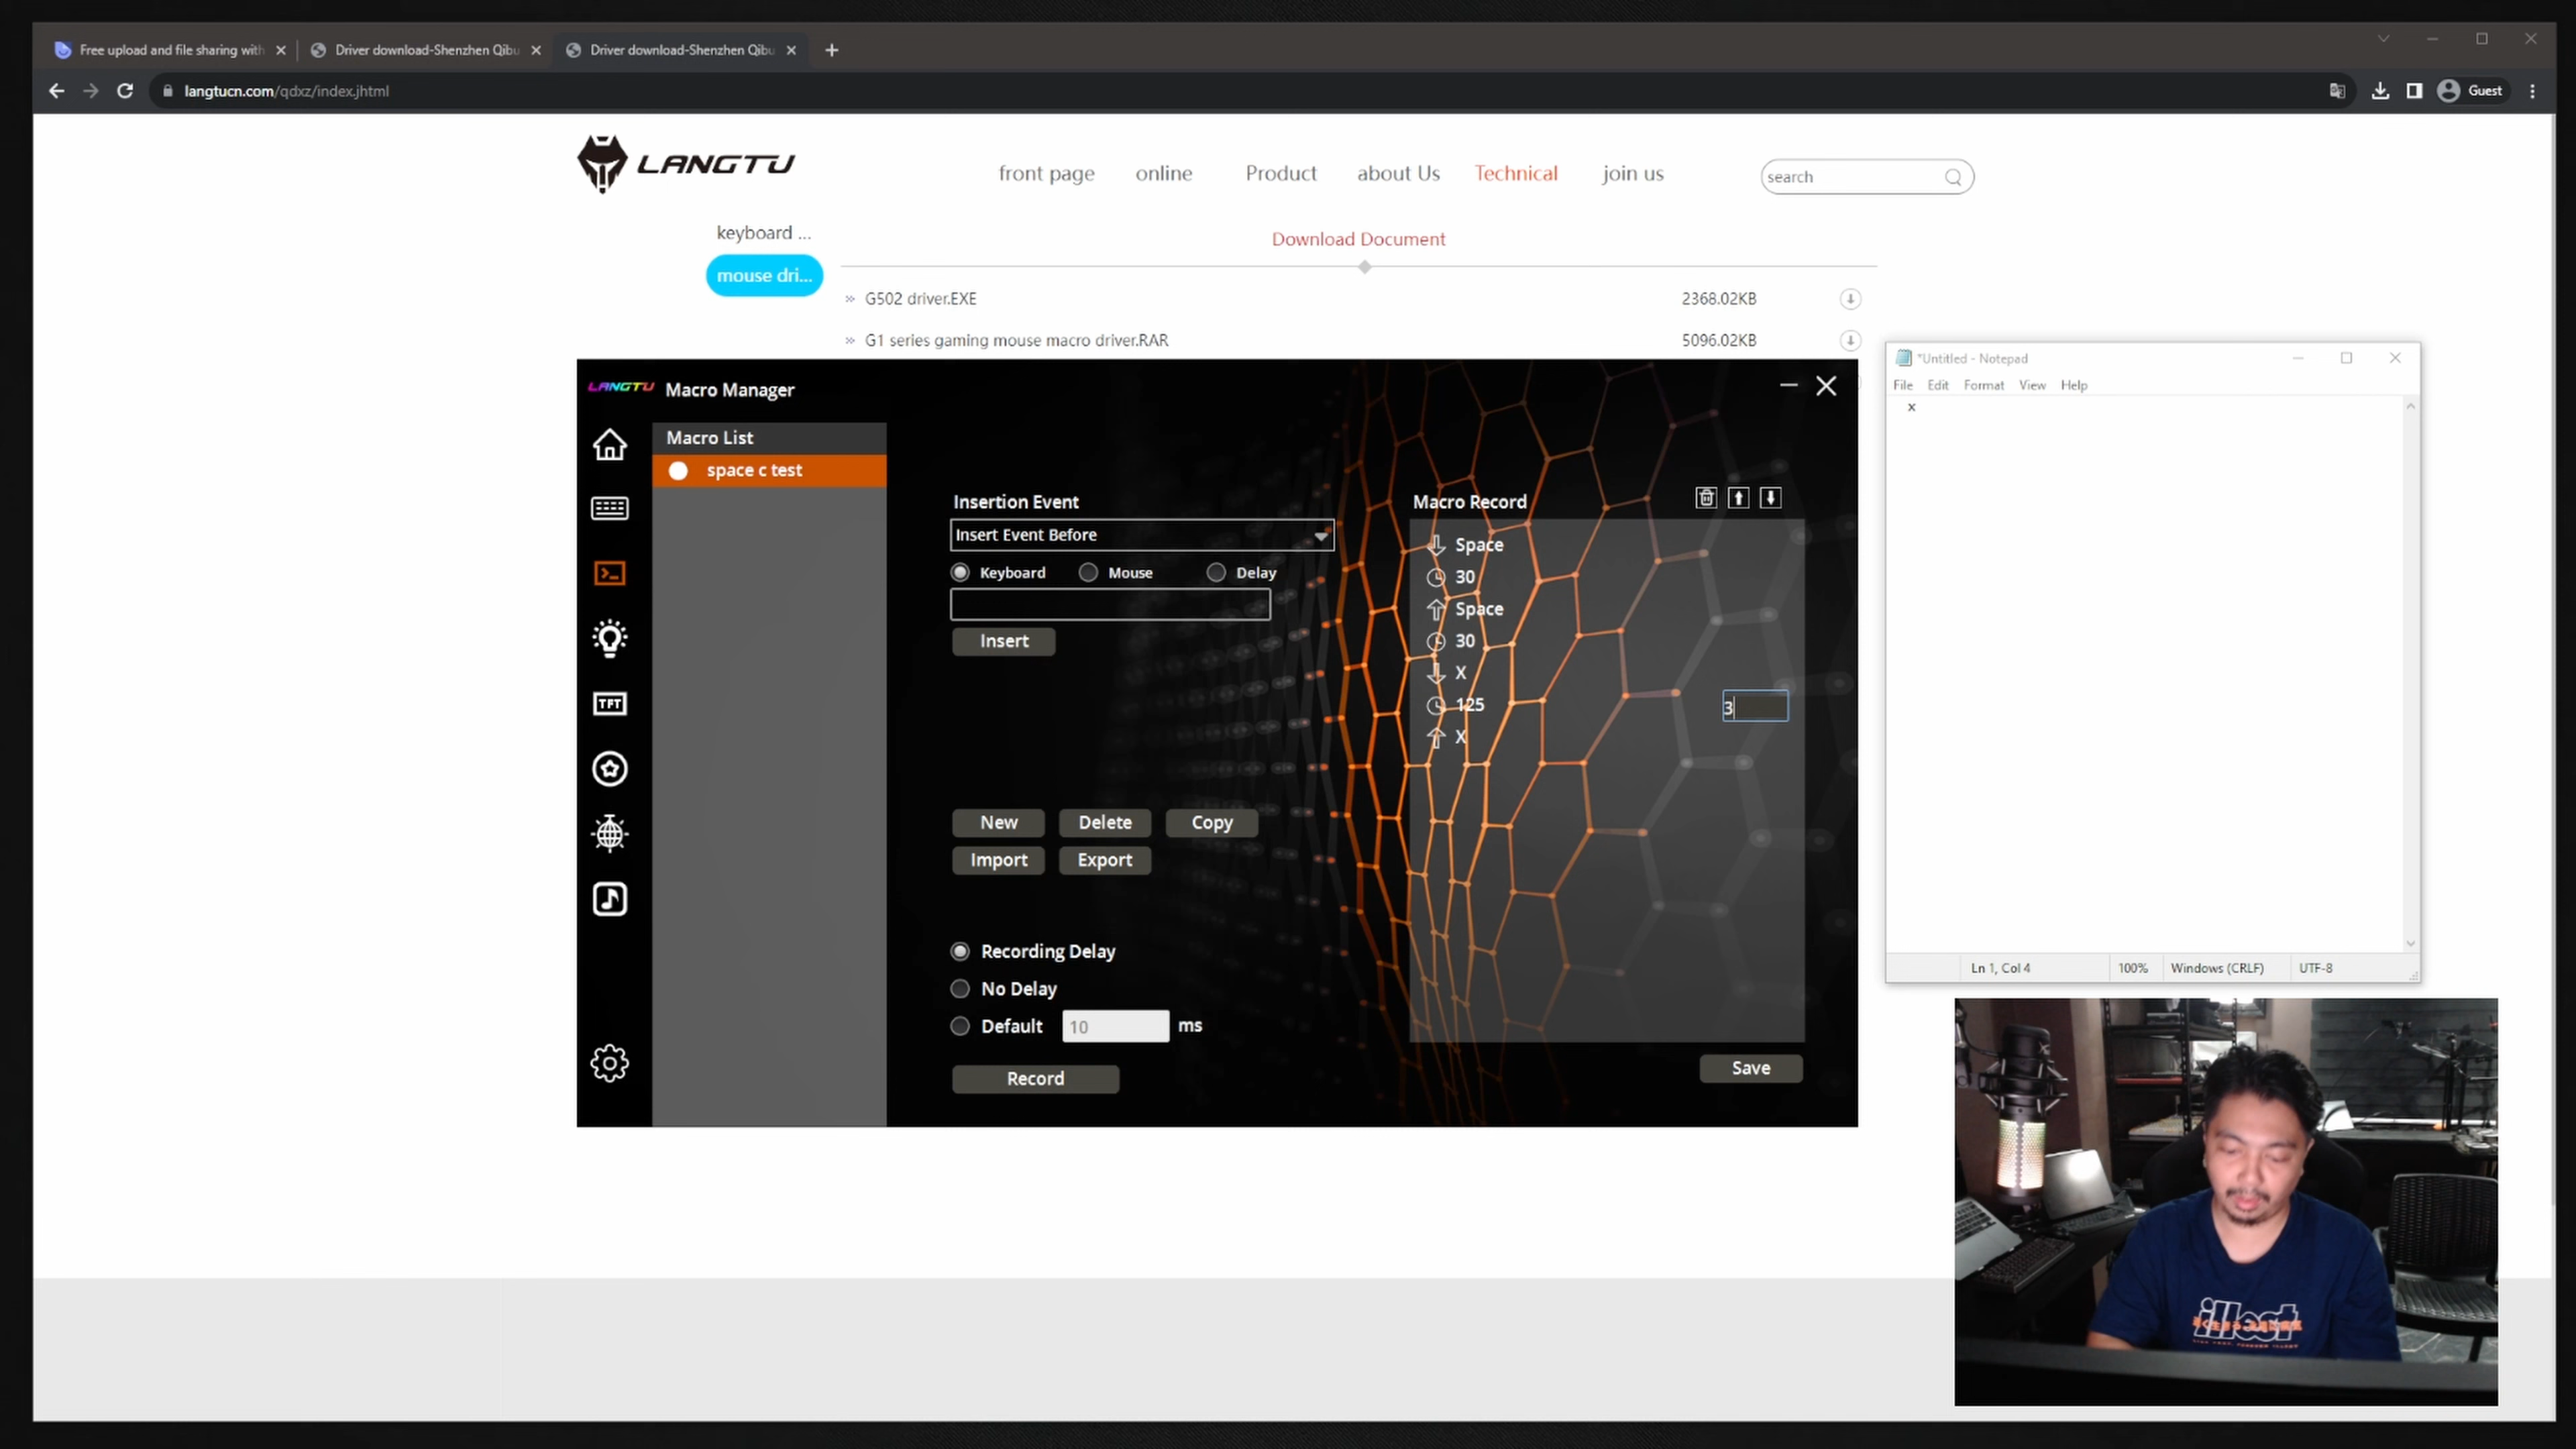 Free upload and file sharing with
Driver download-Shenzhen Qibu
Driver download-Shenzhen Qibu
langtucn.com/qdxz/index.jhtml
Guest
LANGTU
front page
online
Product
about Us
Technical
join us
search
keyboard ...
mouse dri...
Download Document
G502 driver.EXE
2368.02KB
G1 series gaming mouse macro driver.RAR
5096.02KB
LANGTU
Macro Manager
Macro List
space c test
Insertion Event
Insert Event Before
Keyboard
Mouse
Delay
Insert
New
Delete
Copy
Import
Export
Recording Delay
No Delay
Default
10
ms
Record
TFT
Macro Record
Space
30
Space
30
X
125
3
X
Save
*Untitled - Notepad
File
Edit
Format
View
Help
x
Ln 1, Col 4
100%
Windows (CRLF)
UTF-8
illest